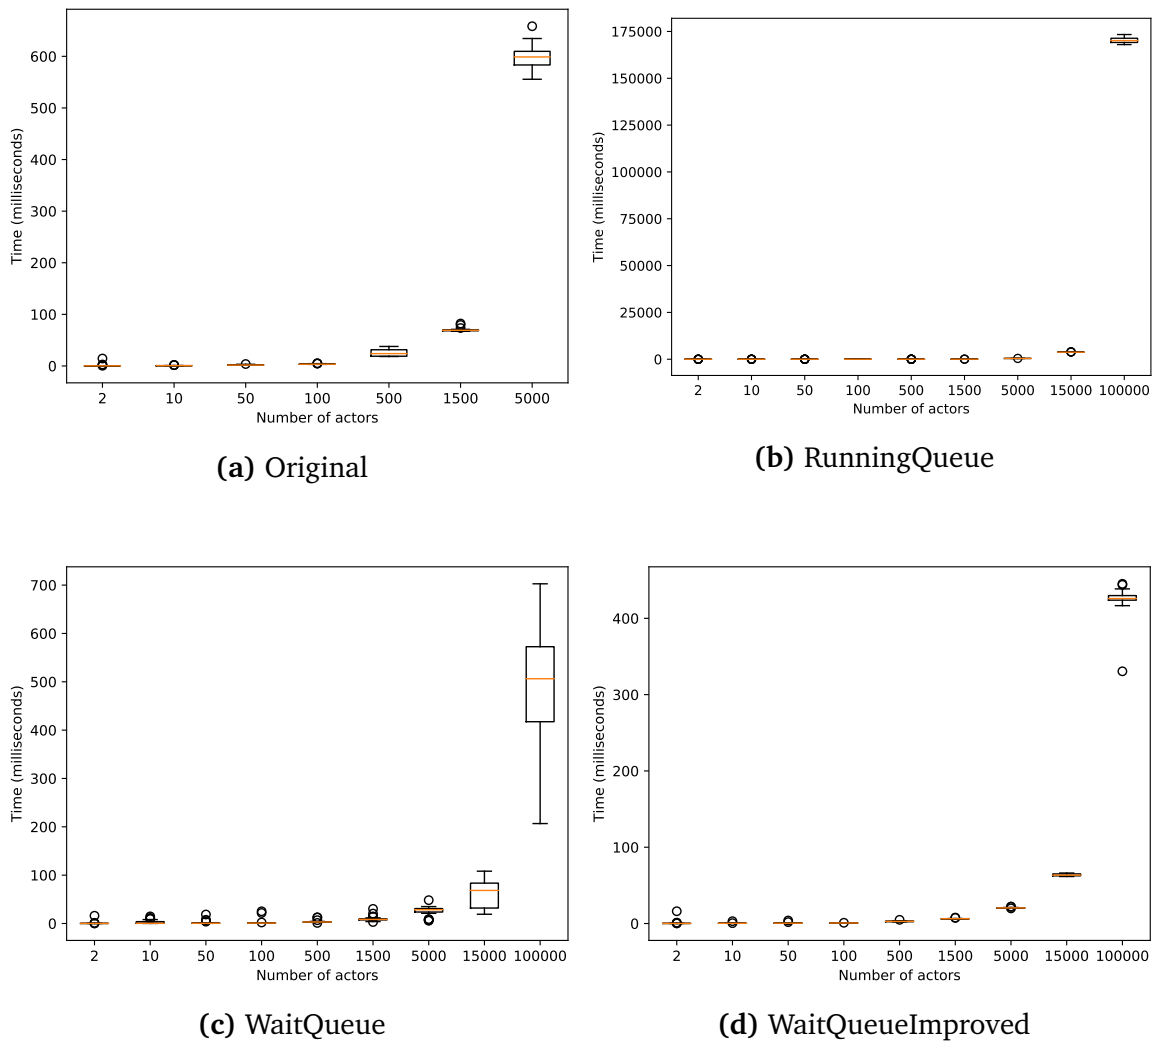 600
500
400
300
200
100
0
Time (milliseconds)
2 10 50 100 500 1500 5000
Number of actors
(a) Original
175000
150000
125000
100000
75000
50000
25000
0
Time (milliseconds)
2 10 50 100 500 1500 5000 15000 100000
Number of actors
(b) RunningQueue
700
600
500
400
300
200
100
0
Time (milliseconds)
2 10 50 100 500 1500 5000 15000 100000
Number of actors
(c) WaitQueue
400
300
200
100
0
Time (milliseconds)
2 10 50 100 500 1500 5000 15000 100000
Number of actors
(d) WaitQueueImproved